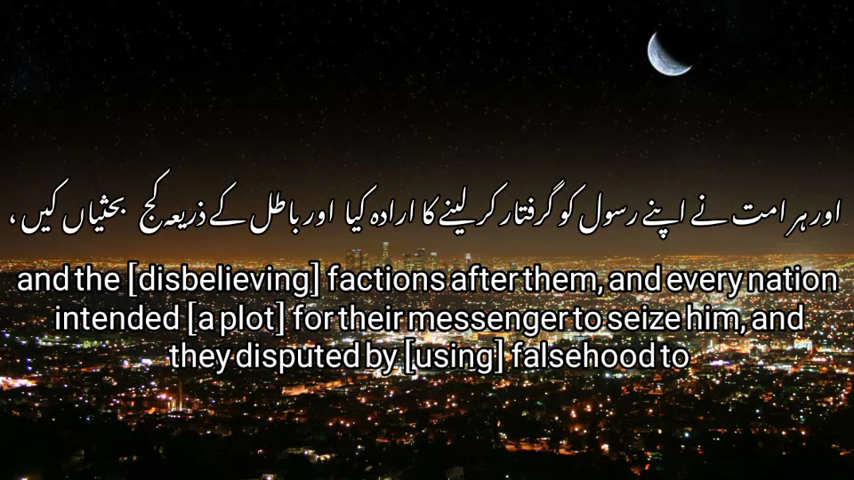 اور ہر امت نے اپنے رسول کو گرفتار کر لینے کا ارادہ کیا اور باطل کے ذریعہ کج بحثیاں کیں ،
and the [disbelieving] factions after them, and every nation
intended [a plot] for their messenger to seize him, and
they disputed by [using] falsehood to